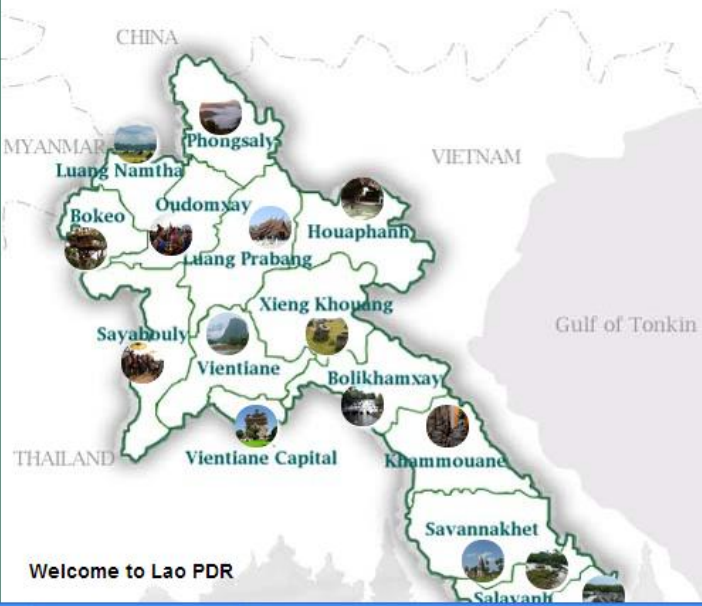 CHINA
MYANMAR
Phongsaly
VIETNAM
Luang Namtha
Oudomxay
Bokeo
Houaphanh
Luang Prabang
Xieng Khouang
Gulf of Tonkin
Sayabouly
Vientiane
Bolikhamxay
THAILAND
Vientiane Capital
Khammouane
Savannakhet
Welcome to Lao PDR
Salavanh